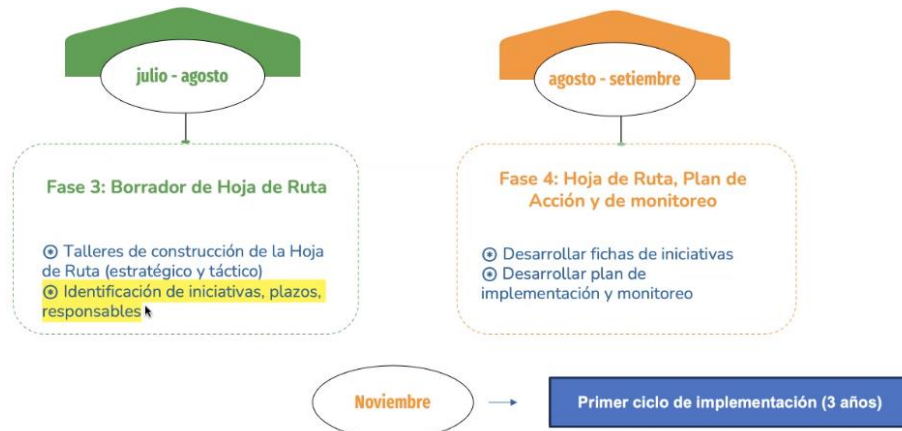 julio - agosto
Fase 3: Borrador de Hoja de Ruta
⊙ Talleres de construcción de la Hoja
de Ruta (estratégico y táctico)
⊙ Identificación de iniciativas, plazos,
responsables
agosto - setiembre
Fase 4: Hoja de Ruta, Plan de
Acción y de monitoreo
⊙ Desarrollar fichas de iniciativas
⊙ Desarrollar plan de
implementación y monitoreo
Noviembre
Primer ciclo de implementación (3 años)